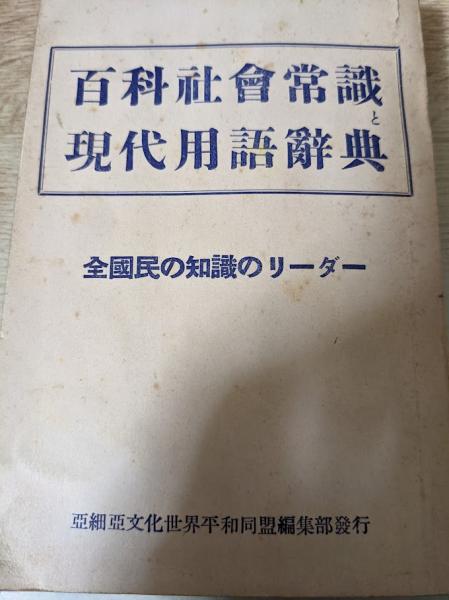 百科社會常識と
現代用語辭典
全國民の知識のリーダー
亞細亞文化世界平和同盟編集部發行